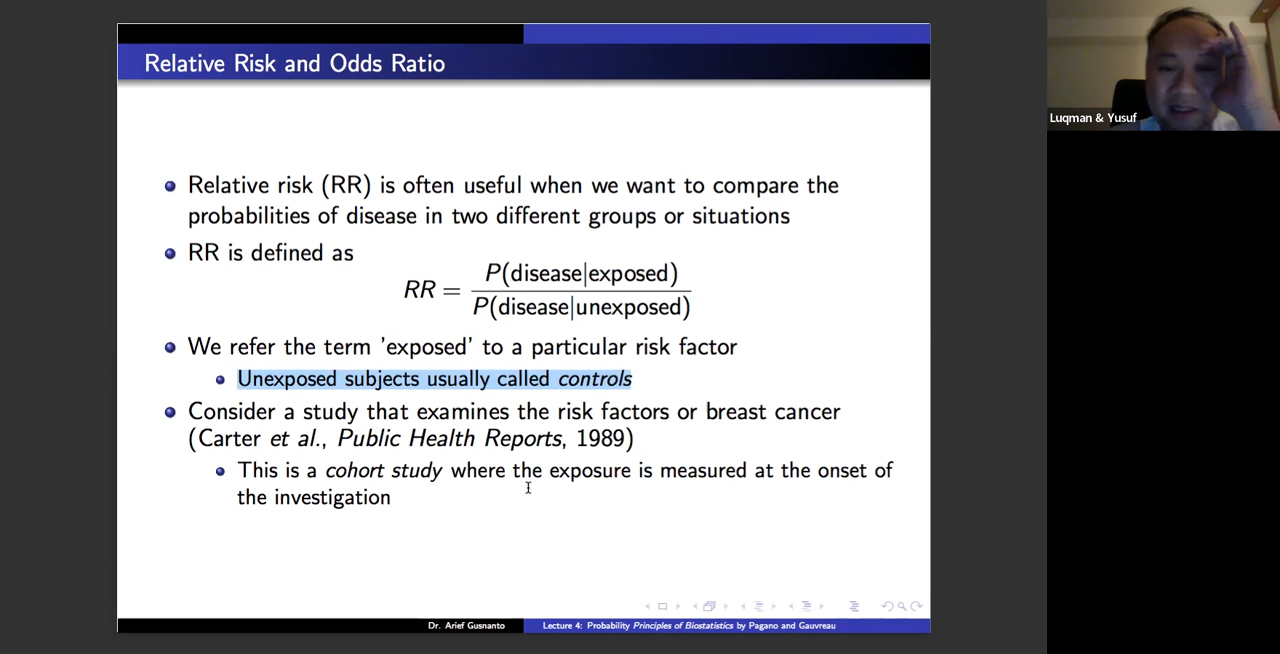 Relative Risk and Odds Ratio
Luqman & Yusuf
Relative risk (RR) is often useful when we want to compare the
probabilities of disease in two different groups or situations
RR is defined as
RR = P(disease|exposed) / P(disease|unexposed)
We refer the term 'exposed' to a particular risk factor
Unexposed subjects usually called controls
Consider a study that examines the risk factors or breast cancer
(Carter et al., Public Health Reports, 1989)
This is a cohort study where the exposure is measured at the onset of
the investigation
Dr. Arief Gusnanto
Lecture 4: Probability Principles of Biostatistics by Pagano and Gauvreau